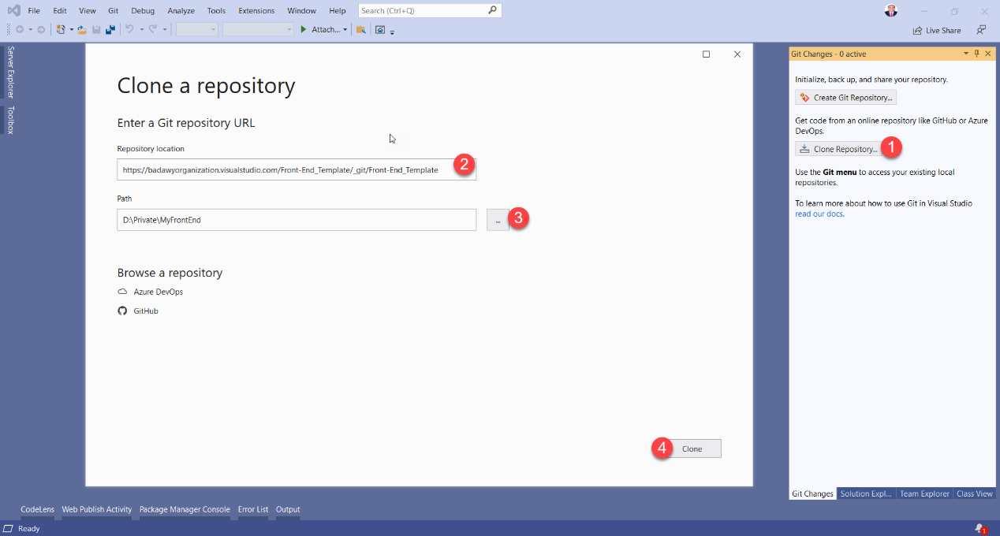 File Edit View Git Debug Analyze Tools Extensions Window Help Search (Ctrl+Q)
Attach... Live Share
Server Explorer
Toolbox
Clone a repository
Enter a Git repository URL
Repository location
https://badawyorganization.visualstudio.com/Front-End_Template/_git/Front-End_Template 2
Path
D:\Private\MyFrontEnd ... 3
Browse a repository
Azure DevOps
GitHub
4 Clone
Git Changes - 0 active
Initialize, back up, and share your repository.
Create Git Repository...
Get code from an online repository like GitHub or Azure
DevOps.
Clone Repository... 1
Use the Git menu to access your existing local
repositories.
To learn more about how to use Git in Visual Studio
read our docs.
Git Changes Solution Expl... Team Explorer Class View
CodeLens Web Publish Activity Package Manager Console Error List Output
Ready 1